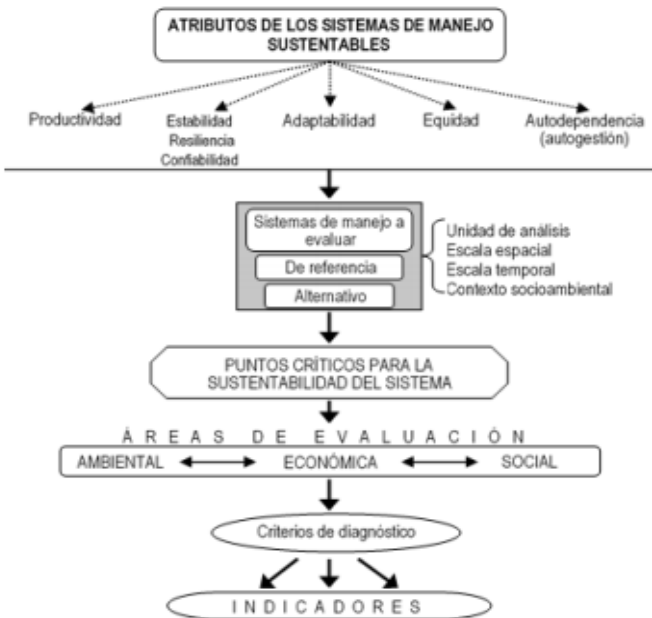 ATRIBUTOS DE LOS SISTEMAS DE MANEJO
SUSTENTABLES
Productividad
Estabilidad
Resiliencia
Confiabilidad
Adaptabilidad
Equidad
Autodependencia
(autogestión)
Sistemas de manejo a
evaluar
De referencia
Alternativo
Unidad de análisis
Escala espacial
Escala temporal
Contexto socioambiental
PUNTOS CRÍTICOS PARA LA
SUSTENTABILIDAD DEL SISTEMA
ÁREAS DE EVALUACIÓN
AMBIENTAL ECONÓMICA SOCIAL
Criterios de diagnóstico
INDICADORES